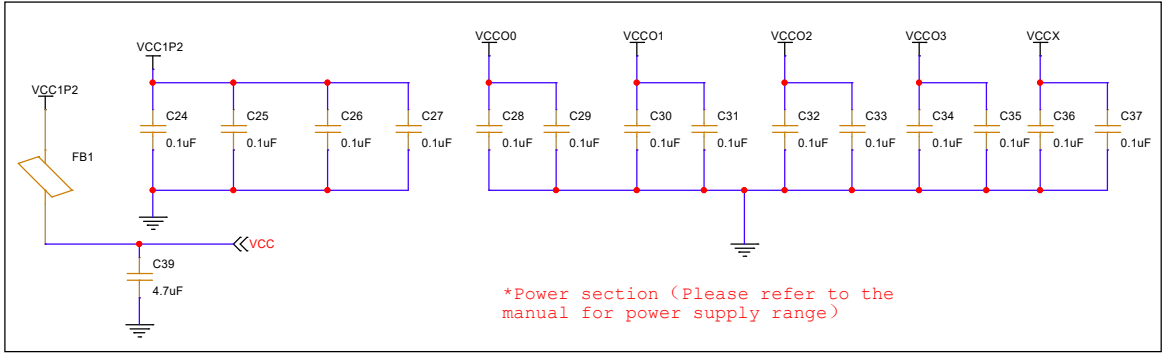 VCCO0
VCCO1
VCCO2
VCCO3
VCCX
VCC1P2
VCC1P2
C24
C25
C26
C27
C28
C29
C30
C31
C32
C33
C34
C35
C36
C37
0.1uF
0.1uF
0.1uF
0.1uF
0.1uF
0.1uF
0.1uF
0.1uF
0.1uF
0.1uF
0.1uF
0.1uF
0.1uF
0.1uF
FB1
VCC
C39
4.7uF
*Power section（Please refer to the
manual for power supply range）